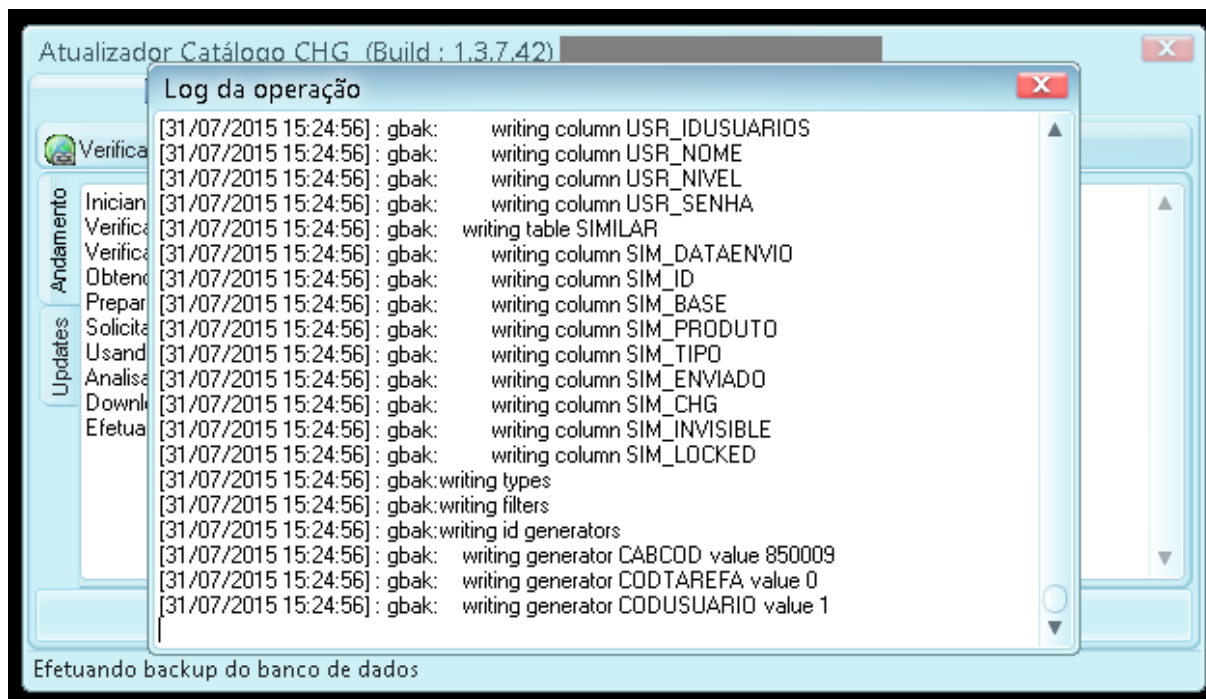 Atualizador Catálogo CHG (Build : 1.3.7.42)
Log da operação
Verifica
Andamento
Updates
Inician
Verifica
Verifica
Obtenc
Prepar
Solicita
Usand
Analisa
Downl
Efetua
[31/07/2015 15:24:56] : gbak: writing column USR_IDUSUARIOS
[31/07/2015 15:24:56] : gbak: writing column USR_NOME
[31/07/2015 15:24:56] : gbak: writing column USR_NIVEL
[31/07/2015 15:24:56] : gbak: writing column USR_SENHA
[31/07/2015 15:24:56] : gbak: writing table SIMILAR
[31/07/2015 15:24:56] : gbak: writing column SIM_DATAENVIO
[31/07/2015 15:24:56] : gbak: writing column SIM_ID
[31/07/2015 15:24:56] : gbak: writing column SIM_BASE
[31/07/2015 15:24:56] : gbak: writing column SIM_PRODUTO
[31/07/2015 15:24:56] : gbak: writing column SIM_TIPO
[31/07/2015 15:24:56] : gbak: writing column SIM_ENVIADO
[31/07/2015 15:24:56] : gbak: writing column SIM_CHG
[31/07/2015 15:24:56] : gbak: writing column SIM_INVISIBLE
[31/07/2015 15:24:56] : gbak: writing column SIM_LOCKED
[31/07/2015 15:24:56] : gbak:writing types
[31/07/2015 15:24:56] : gbak:writing filters
[31/07/2015 15:24:56] : gbak:writing id generators
[31/07/2015 15:24:56] : gbak: writing generator CABCOD value 850009
[31/07/2015 15:24:56] : gbak: writing generator CODTAREFA value 0
[31/07/2015 15:24:56] : gbak: writing generator CODUSUARIO value 1
Efetuando backup do banco de dados